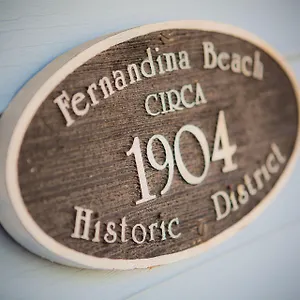 Fernandina Beach
CIRCA
1904
Historic District